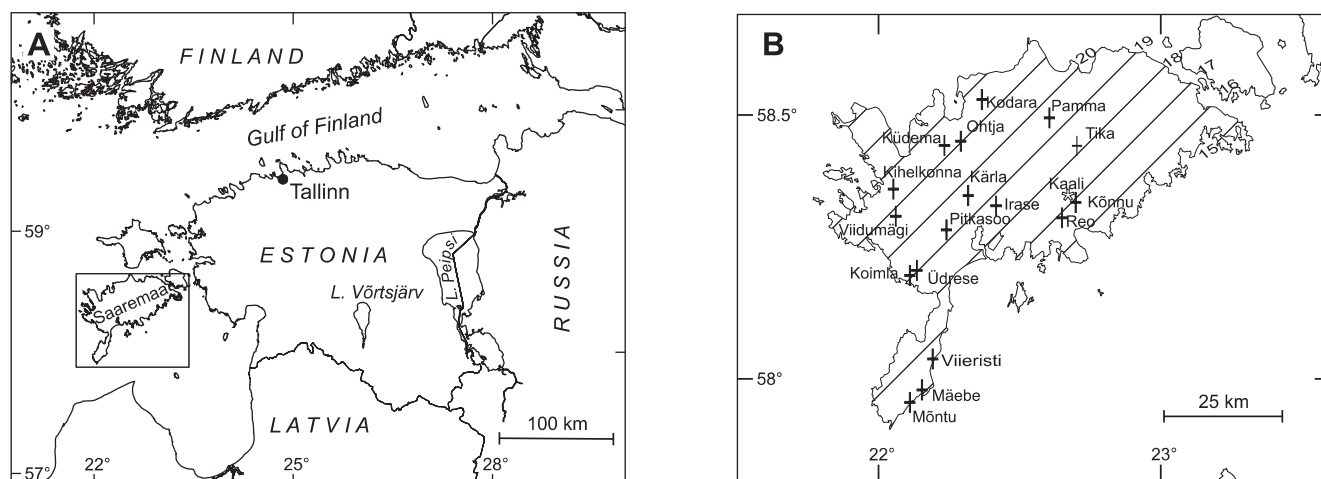 A
FINLAND
Gulf of Finland
Tallinn
59°
ESTONIA
L. Peipsi
RUSSIA
Saaremaa
L. Võrtsjärv
LATVIA
100 km
57°
22°
25°
28°
B
20
19
18
17
16
15
58.5°
Kodara
Pamma
Küdema
Ohtja
Tika
Kihelkonna
Kärla
Kaali
Irase
Kõnnu
Viidumägi
Pitkasoo
Reo
Koimla
Üdrese
58°
Viieristi
Mäebe
Mõntu
25 km
22°
23°